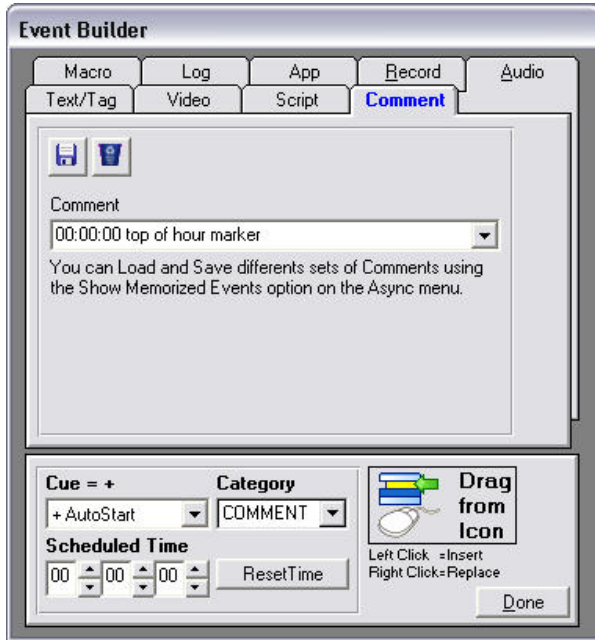 Event Builder
Macro Log App Record Audio
Text/Tag Video Script Comment
Comment
00:00:00 top of hour marker
You can Load and Save differents sets of Comments using
the Show Memorized Events option on the Async menu.
Cue = + Category
+ AutoStart COMMENT
Scheduled Time
00 00 00 ResetTime
Drag
from
Icon
Left Click =Insert
Right Click=Replace
Done